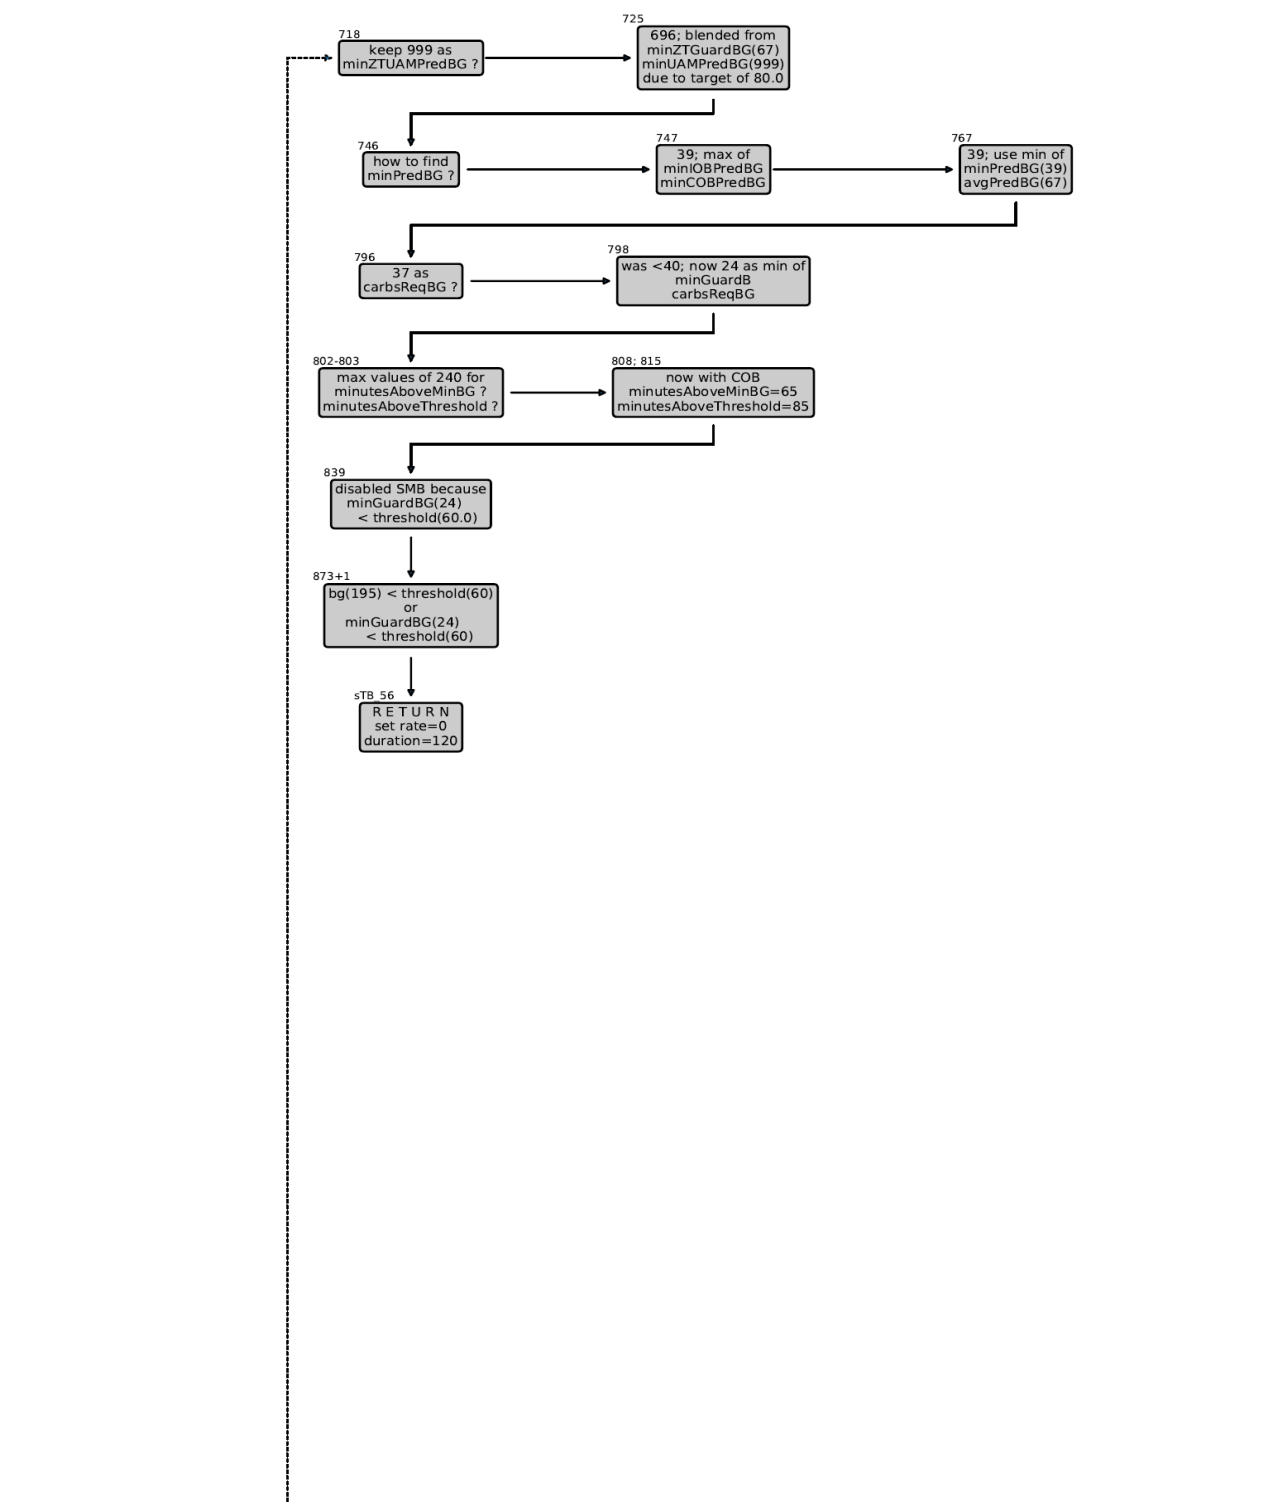 718
keep 999 as
minZTUAMPredBG ?
725
696; blended from
minZTGuardBG(67)
minUAMPredBG(999)
due to target of 80.0
746
how to find
minPredBG ?
747
39; max of
minIOBPredBG
minCOBPredBG
767
39; use min of
minPredBG(39)
avgPredBG(67)
796
37 as
carbsReqBG ?
798
was <40; now 24 as min of
minGuardB
carbsReqBG
802-803
max values of 240 for
minutesAboveMinBG ?
minutesAboveThreshold ?
808; 815
now with COB
minutesAboveMinBG=65
minutesAboveThreshold=85
839
disabled SMB because
minGuardBG(24)
< threshold(60.0)
873+1
bg(195) < threshold(60)
or
minGuardBG(24)
< threshold(60)
sTB_56
R E T U R N
set rate=0
duration=120